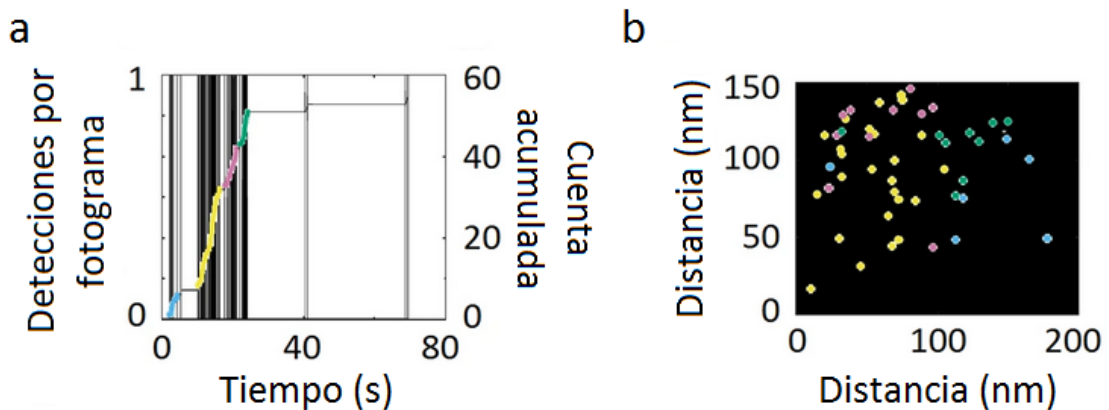 a
Detecciones por
fotograma
1
0
0
40
80
Tiempo (s)
60
40
20
0
Cuenta
acumulada
b
Distancia (nm)
150
100
50
0
0
100
200
Distancia (nm)